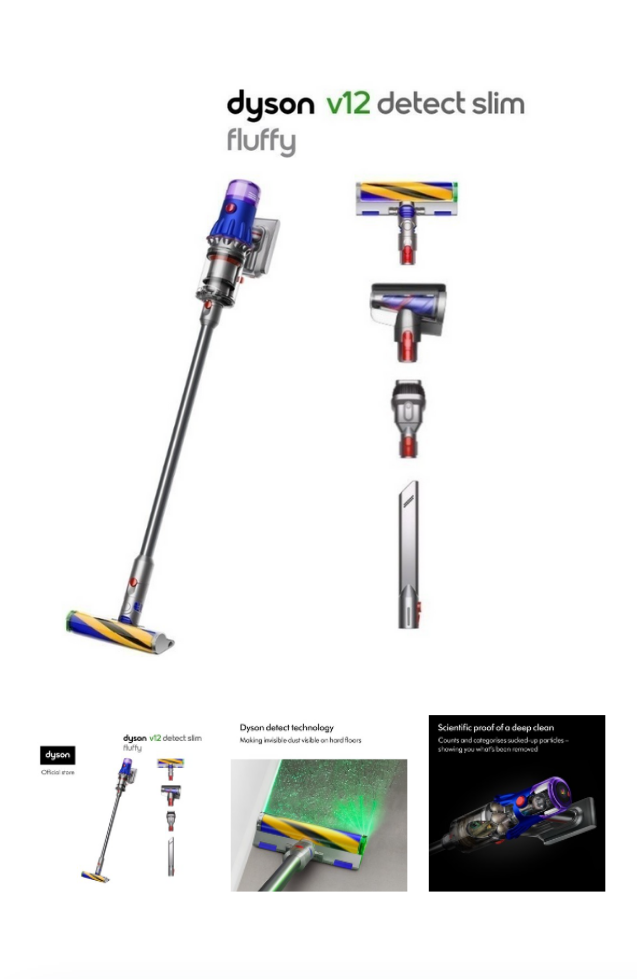 dyson v12 detect slim
fluffy
dyson v12 detect slim
fluffy
dyson
Official store
Dyson detect technology
Making invisible dust visible on hard floors
Scientific proof of a deep clean
Counts and categorises sucked-up particles –
showing you what's been removed